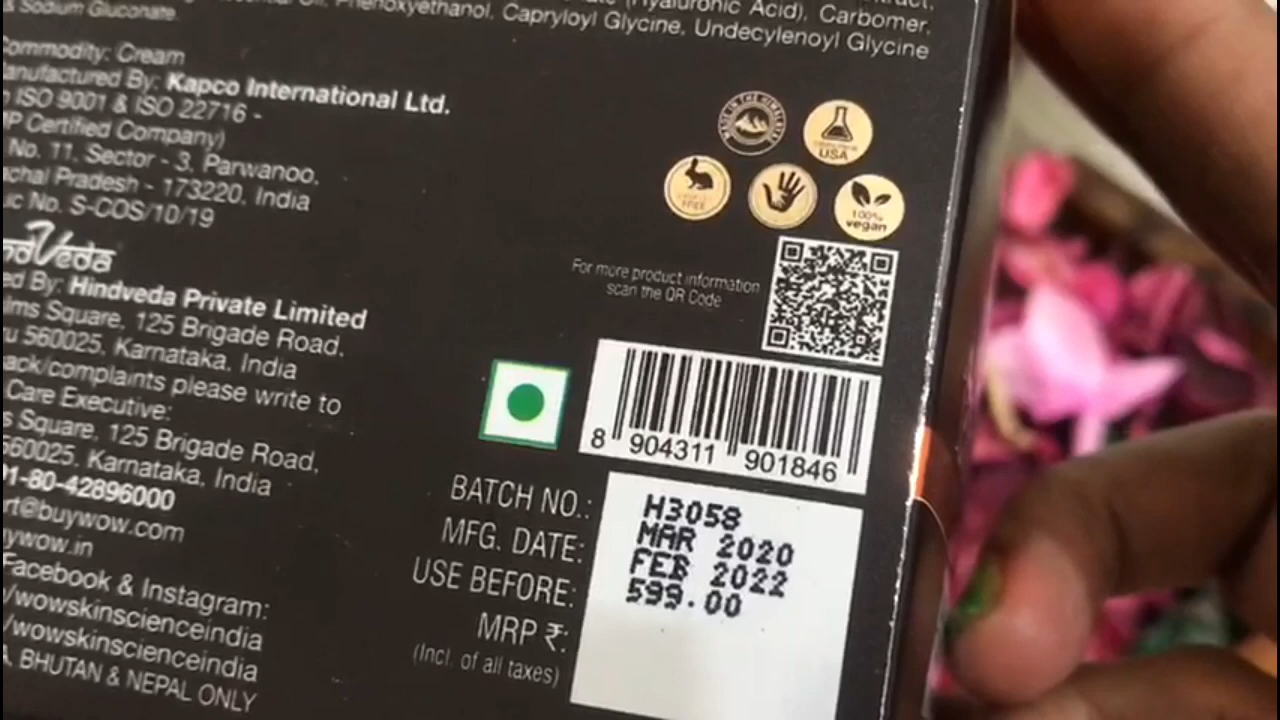 (Hyaluronic Acid), Carbomer,
Sodium Gluconate. Phenoxyethanol, Capryloyl Glycine, Undecylenoyl Glycine
Commodity: Cream
Manufactured By: Kapco International Ltd.
ISO 9001 & ISO 22716 -
Certified Company)
No. 11, Sector - 3, Parwanoo,
Pradesh - 173220, India
No. S-COS/10/19
MADE IN THE HIMALAYA
USA
FREE
100%
vegan
For more product information
scan the QR Code
By: Hindveda Private Limited
Square, 125 Brigade Road,
560025, Karnataka, India
complaints please write to
Care Executive:
Square, 125 Brigade Road,
560025, Karnataka, India
1-80-42896000
@buywow.com
Facebook & Instagram:
/wowskinscienceindia
/wowskinscienceindia
BHUTAN & NEPAL ONLY
8 904311 901846
BATCH NO.: H3058
MFG. DATE: MAR 2020
USE BEFORE: FEB 2022
MRP ₹: 599.00
(Incl. of all taxes)